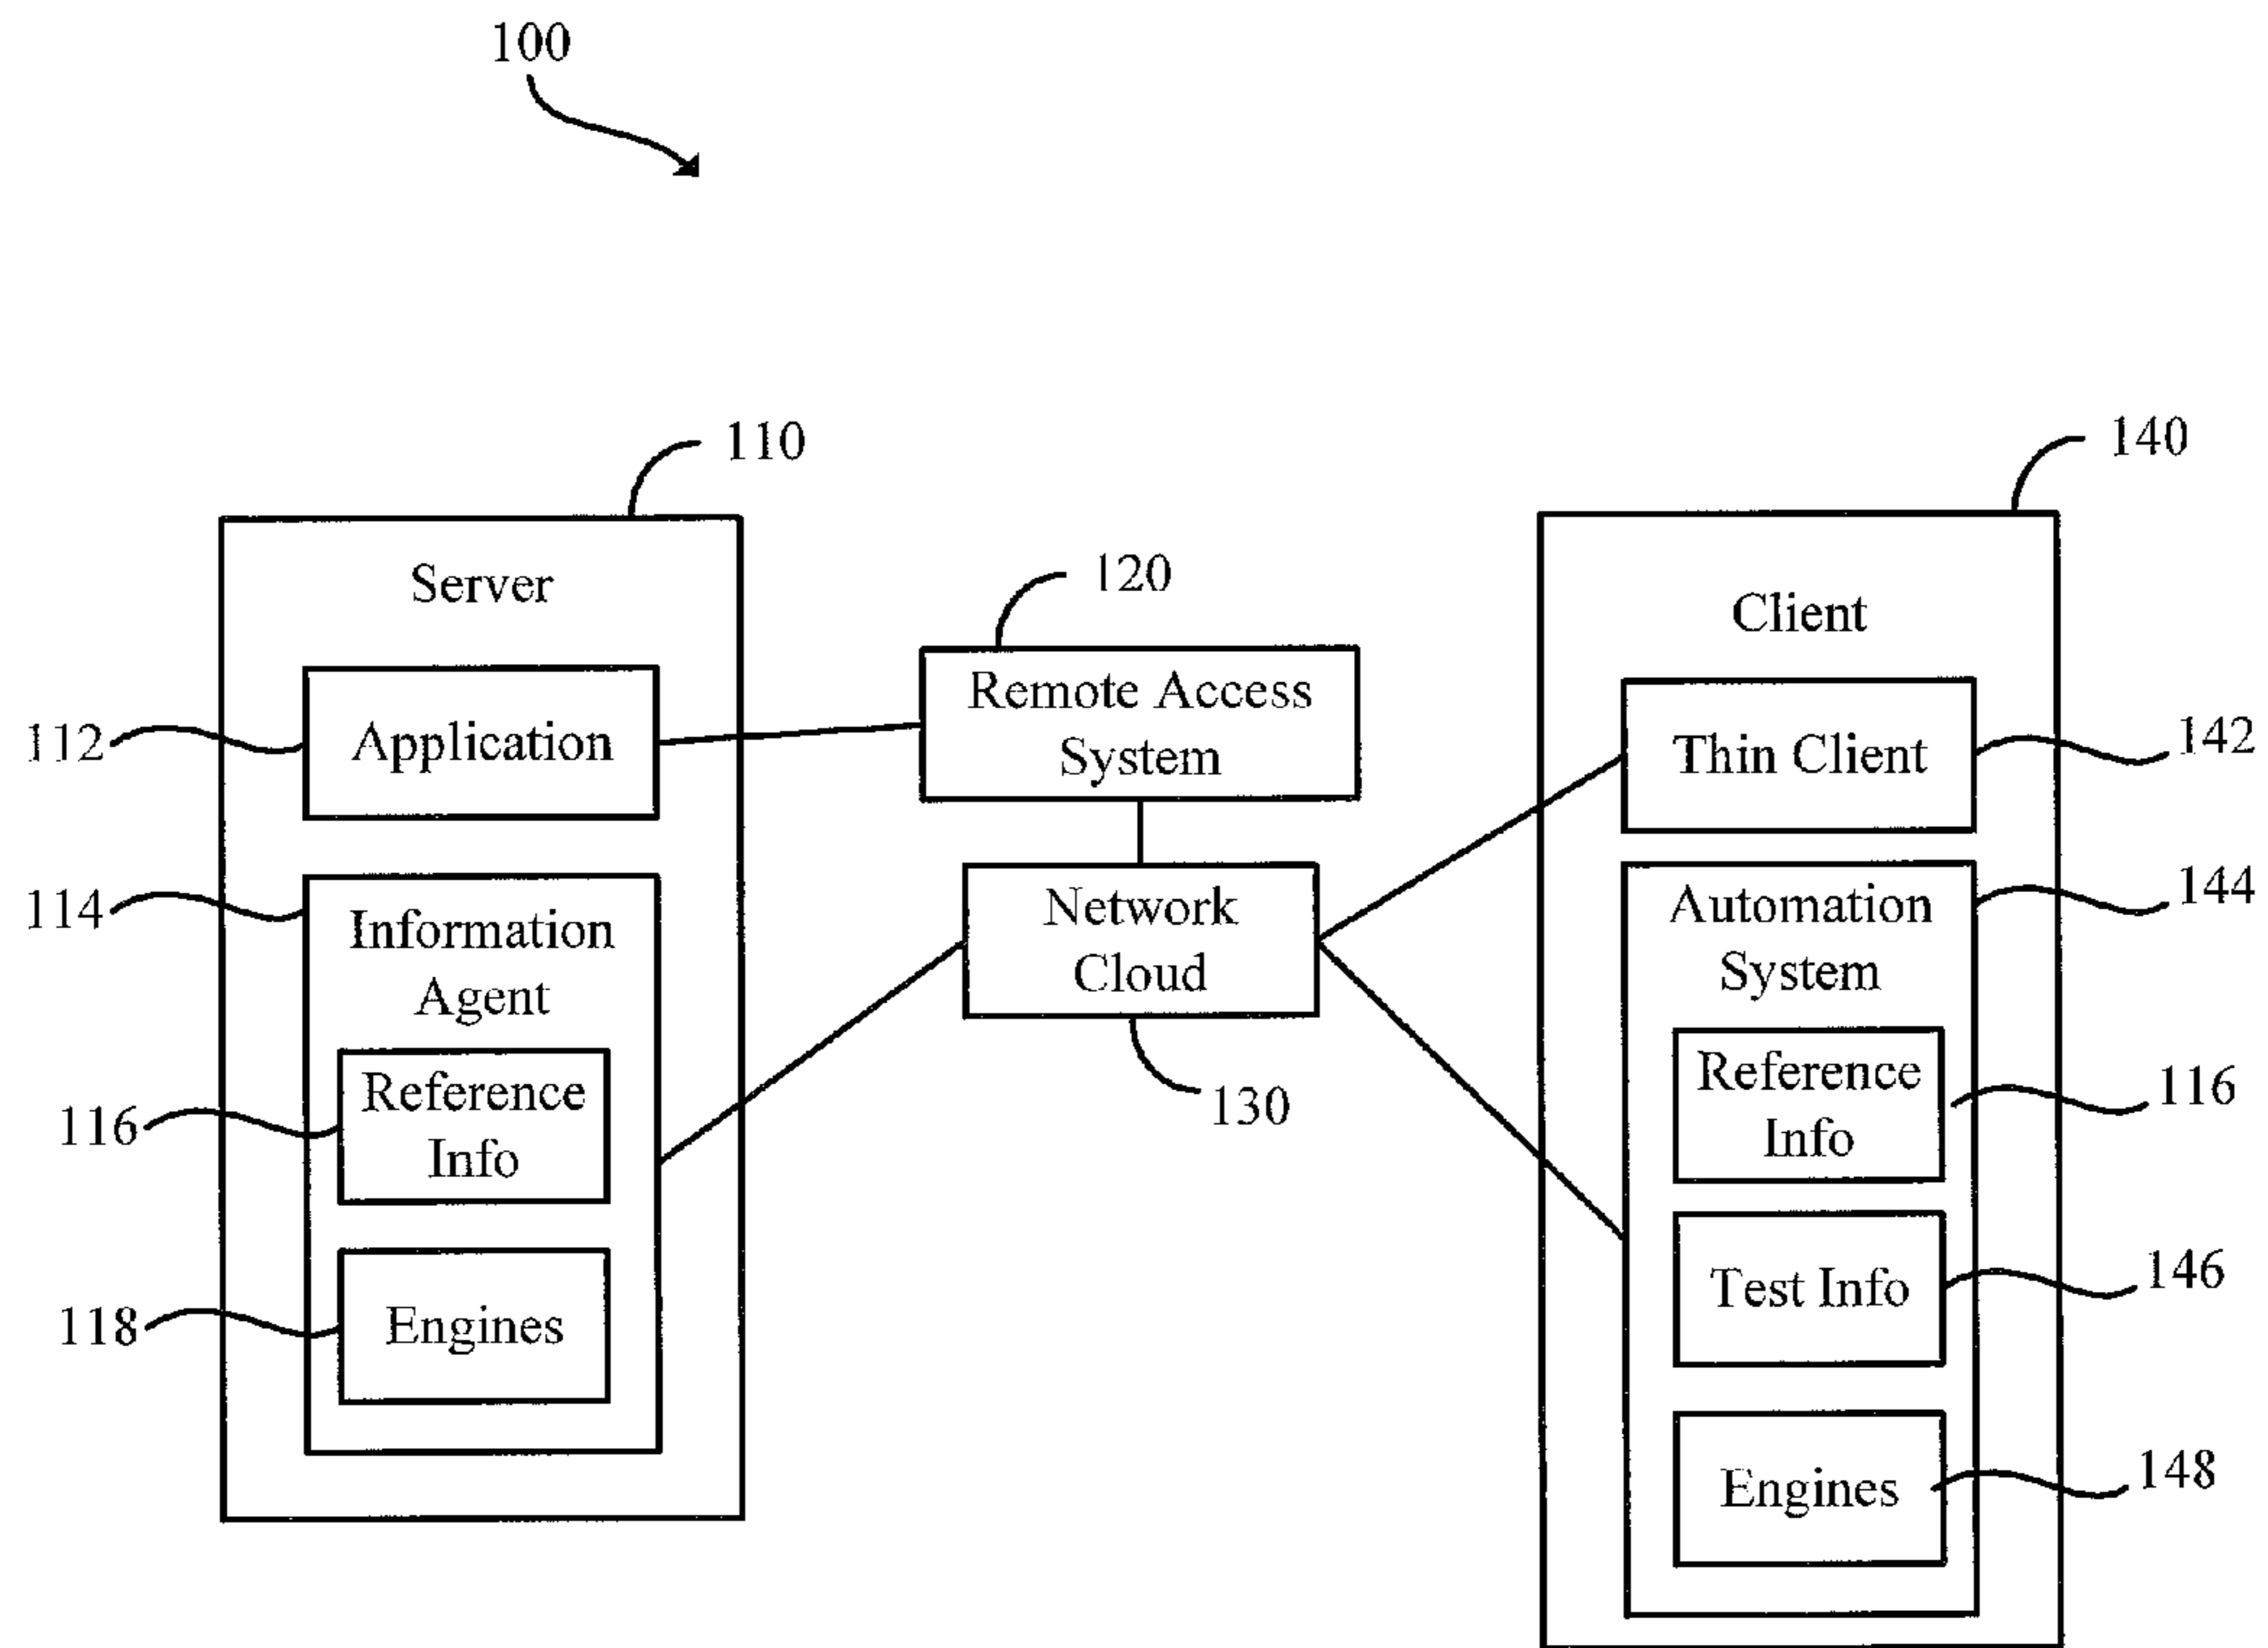 100
110
Server
112
Application
114
Information
Agent
116
Reference
Info
118
Engines
120
Remote Access
System
Network
Cloud
130
140
Client
Thin Client
142
Automation
System
144
Reference
Info
116
Test Info
146
Engines
148